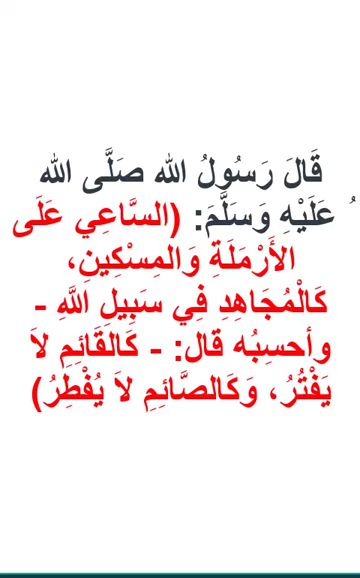 قَالَ رَسُولُ الله صَلَّى الله
ُ عَلَيْهِ وَسَلَّمَ: (السَّاعِي عَلَى
الأَرْمَلَةِ وَالمِسْكِينِ،
كَالْمُجَاهِدِ فِي سَبِيلِ اللَّهِ -
وأحسِبُه قال: - كَالقَائِمِ لاَ
يَفْتُرُ، وَكَالصَّائِمِ لاَ يُفْطِرُ)